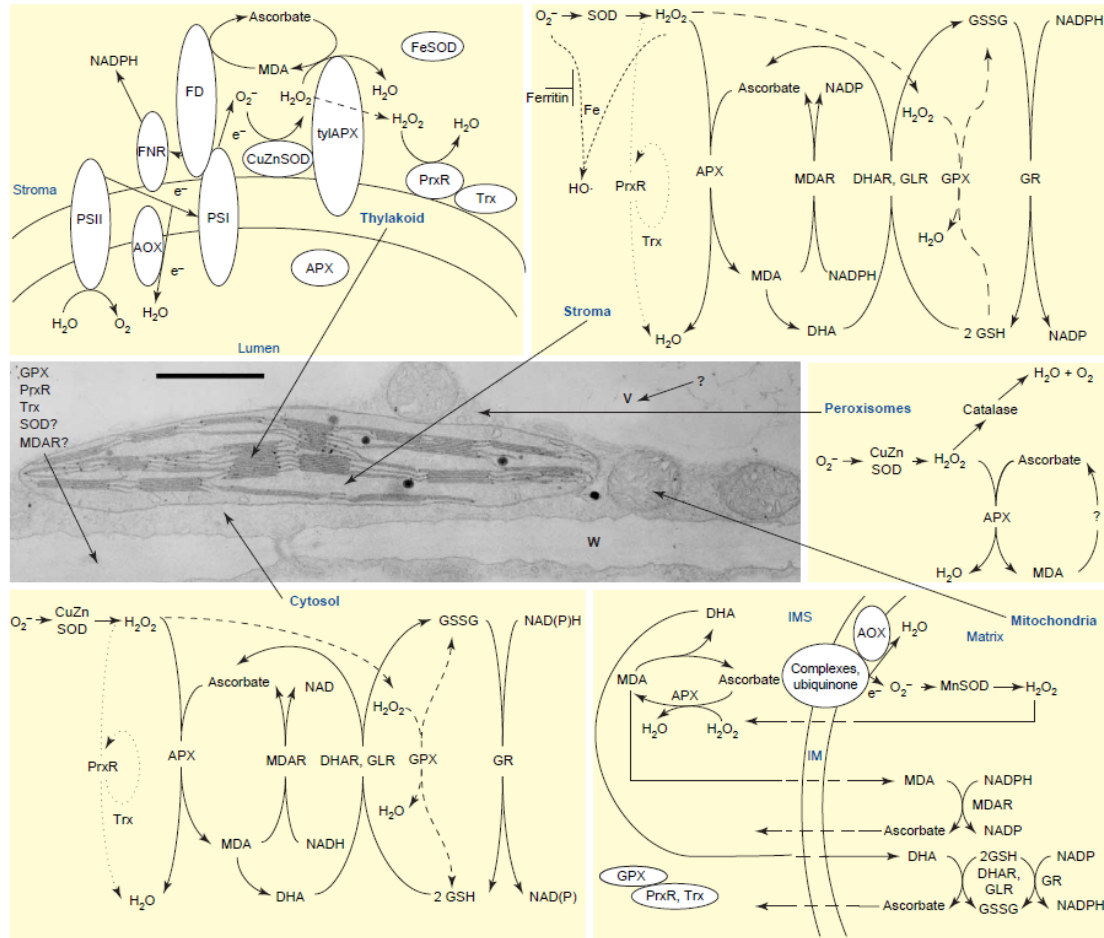 Ascorbate
FeSOD
NADPH
FD
MDA
O₂⁻
H₂O₂
H₂O
H₂O₂
H₂O
e⁻
tylAPX
FNR
CuZnSOD
PrxR
Trx
Stroma
e⁻
PSII
AOX
PSI
Thylakoid
e⁻
APX
H₂O
O₂
H₂O
Lumen
O₂⁻
SOD
H₂O₂
GSSG
NADPH
Ascorbate
NADP
Ferritin
Fe
H₂O₂
PrxR
APX
MDAR
DHAR, GLR
GPX
GR
HO·
Trx
H₂O
MDA
NADPH
Stroma
H₂O
DHA
2 GSH
NADP
GPX
PrxR
Trx
SOD?
MDAR?
V
?
W
Peroxisomes
H₂O + O₂
Catalase
O₂⁻
CuZn
SOD
H₂O₂
Ascorbate
APX
?
H₂O
MDA
Cytosol
O₂⁻
CuZn
SOD
H₂O₂
GSSG
NAD(P)H
Ascorbate
NAD
H₂O₂
PrxR
APX
MDAR
DHAR, GLR
GPX
GR
H₂O
Trx
MDA
NADH
H₂O
DHA
2 GSH
NAD(P)
Mitochondria
DHA
IMS
AOX
H₂O
Matrix
MDA
Ascorbate
Complexes,
ubiquinone
e⁻
O₂⁻
MnSOD
H₂O₂
APX
H₂O
H₂O₂
IM
MDA
NADPH
MDAR
Ascorbate
NADP
DHA
2GSH
NADP
DHAR,
GLR
GR
GPX
PrxR, Trx
Ascorbate
GSSG
NADPH